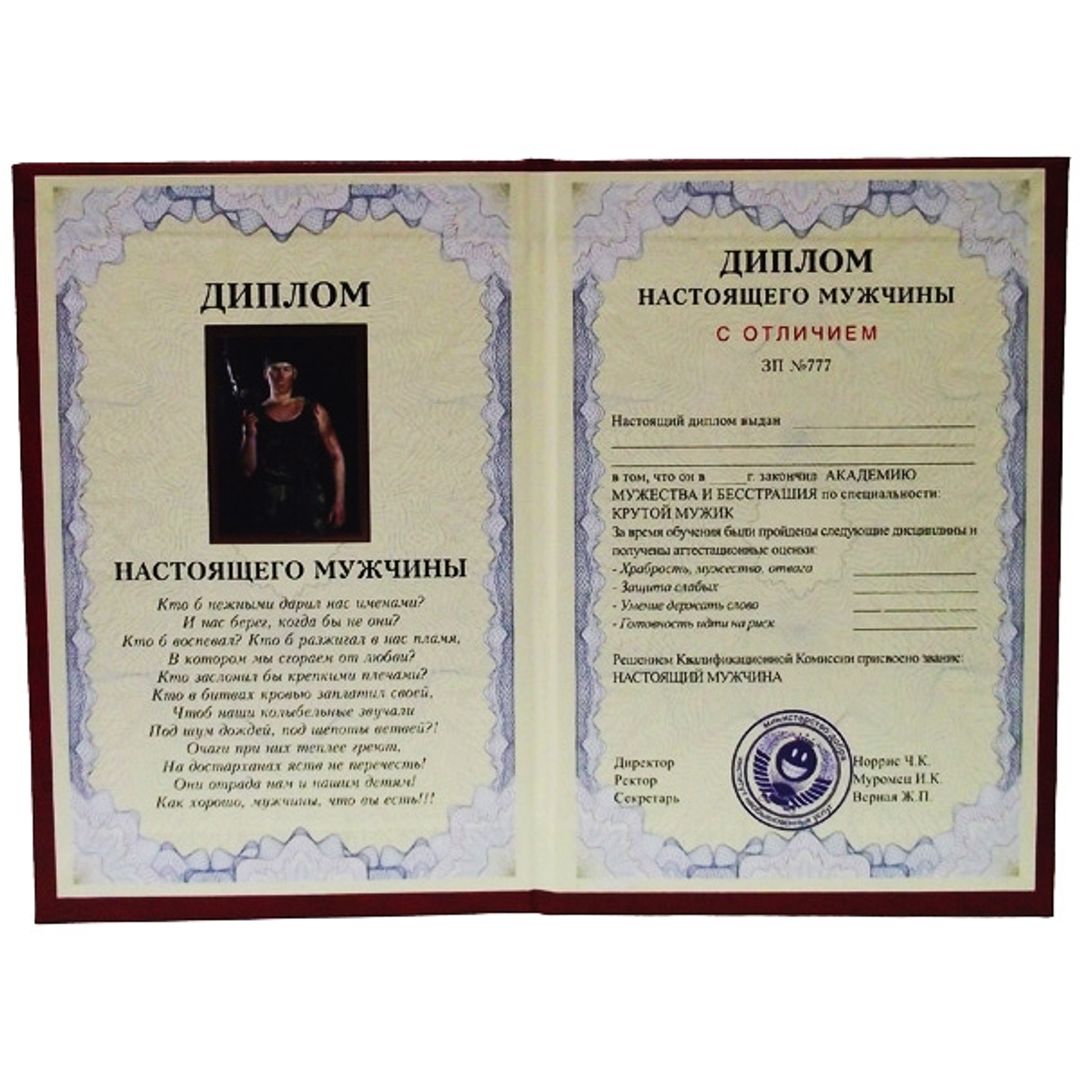 ДИПЛОМ
НАСТОЯЩЕГО МУЖЧИНЫ
Кто б нежными дарил нас именами?
И нас берег, когда бы не они?
Кто б воспевал? Кто б разжигал в нас пламя,
В котором мы сгораем от любви?
Кто заслонил бы крепкими плечами?
Кто в битвах кровью заплатил своей,
Чтоб наши колыбельные звучали
Под шум дождей, под шепоты ветвей?!
Очаги при них теплее греют,
На достарханах яств не перечесть!
Они отрада нам и нашим детям!
Как хорошо, мужчины, что вы есть!!!
ДИПЛОМ
НАСТОЯЩЕГО МУЖЧИНЫ
С ОТЛИЧИЕМ
ЗП №777
Настоящий диплом выдан
в том, что он в ______г. закончил АКАДЕМИЮ
МУЖЕСТВА И БЕССТРАШИЯ по специальности:
КРУТОЙ МУЖИК
За время обучения были пройдены следующие дисциплины и
получены аттестационные оценки:
- Храбрость, мужество, отвага
- Защита слабых
- Умение держать слово
- Готовность идти на риск
Решением Квалификационной Комиссии присвоено звание:
НАСТОЯЩИЙ МУЖЧИНА
министерство добра
необыкновенных услуг
Директор Норрис Ч.К.
Ректор Муромец И.К.
Секретарь Верная Ж.П.